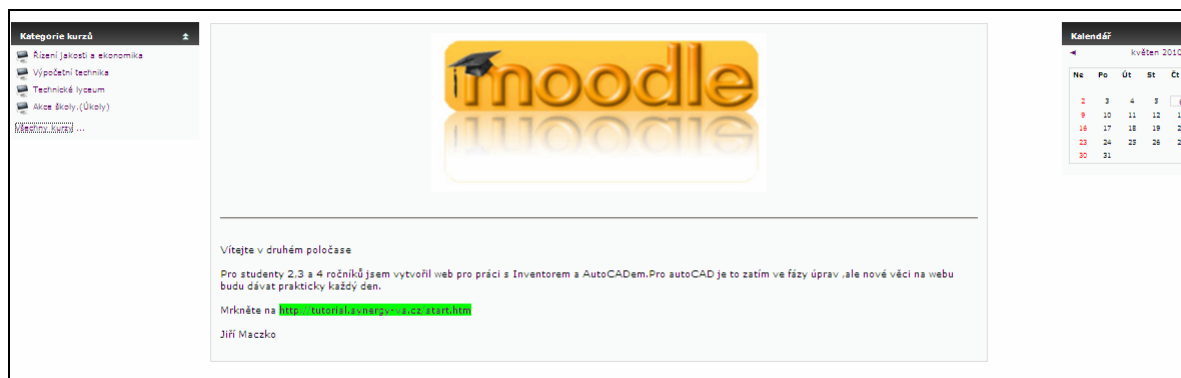 Kategorie kurzů
Řízení jakosti a ekonomika
Výpočetní technika
Technické lyceum
Akce školy.(Úkoly)
Všechny kurzy ...
moodle
Vítejte v druhém poločase
Pro studenty 2,3 a 4 ročníků jsem vytvořil web pro práci s Inventorem a AutoCADem.Pro autoCAD je to zatím ve fázy úprav ,ale nové věci na webu
budu dávat prakticky každý den.
Mrkněte na http://tutorial.synergy-vs.cz/start.htm
Jiří Maczko
Kalendář
květen 2010
Ne Po Út St Čt
2 3 4 5
9 10 11 12
16 17 18 19
23 24 25 26
30 31